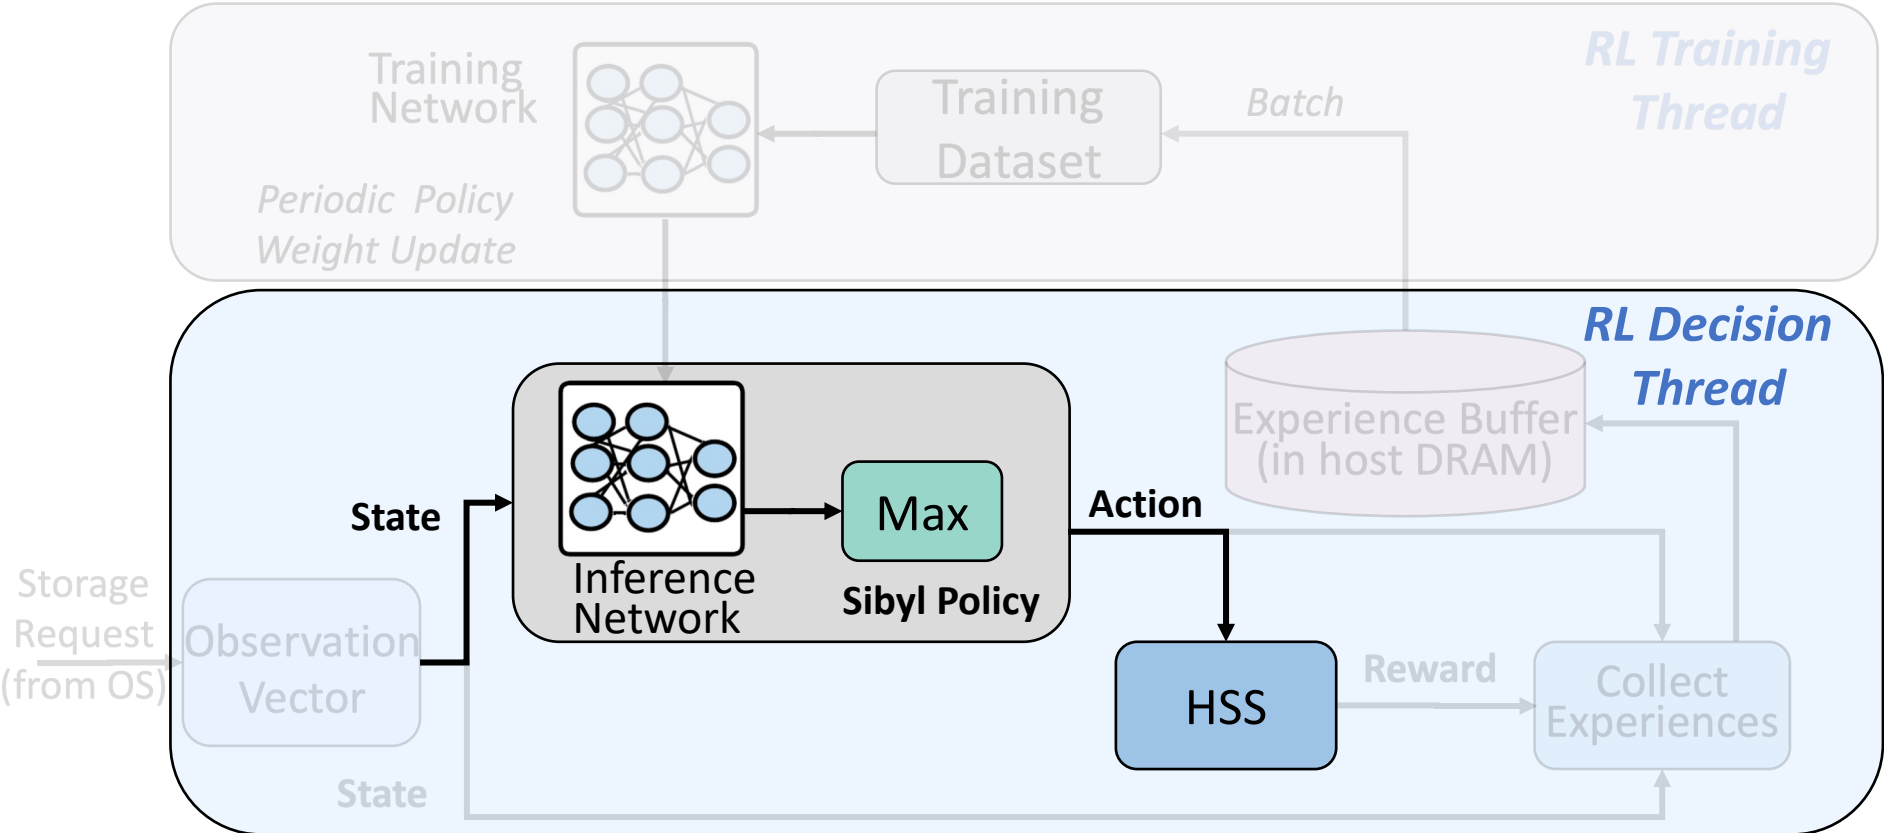 Training
Network
Training
Dataset
Batch
RL Training
Thread
Periodic Policy
Weight Update
RL Decision
Thread
Experience Buffer
(in host DRAM)
State
Inference
Network
Max
Sibyl Policy
Action
Storage
Request
(from OS)
Observation
Vector
HSS
Reward
Collect
Experiences
State